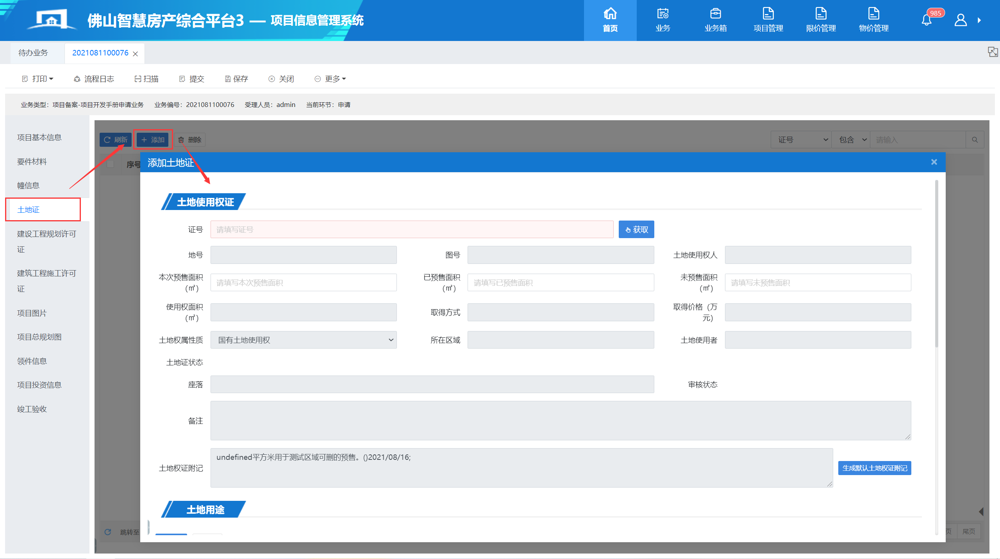 佛山智慧房产综合平台3 — 项目信息管理系统
首页
业务
业务箱
项目管理
限价管理
物价管理
985
待办业务
2021081100076
打印
流程日志
扫描
提交
保存
关闭
更多
业务类型：项目备案-项目开发手册申请业务
业务编号：2021081100076
受理人员：admin
当前环节：申请
项目基本信息
要件材料
幢信息
土地证
建设工程规划许可
证
建筑工程施工许可
证
项目图片
项目总规划图
领件信息
项目投资信息
竣工验收
刷新
添加
删除
证号
包含
请输入
序号
添加土地证
土地使用权证
证号
请填写证号
获取
地号
图号
土地使用权人
本次预售面积
（㎡）
请填写本次预售面积
已预售面积
（㎡）
请填写已预售面积
未预售面积
（㎡）
请填写未预售面积
使用权面积
（㎡）
取得方式
取得价格（万
元）
土地权属性质
国有土地使用权
所在区域
土地使用者
土地证状态
座落
审核状态
备注
土地权证附记
undefined平方米用于测试区域可删的预售。()2021/08/16;
生成默认土地权证附记
土地用途
跳转至
页
尾页